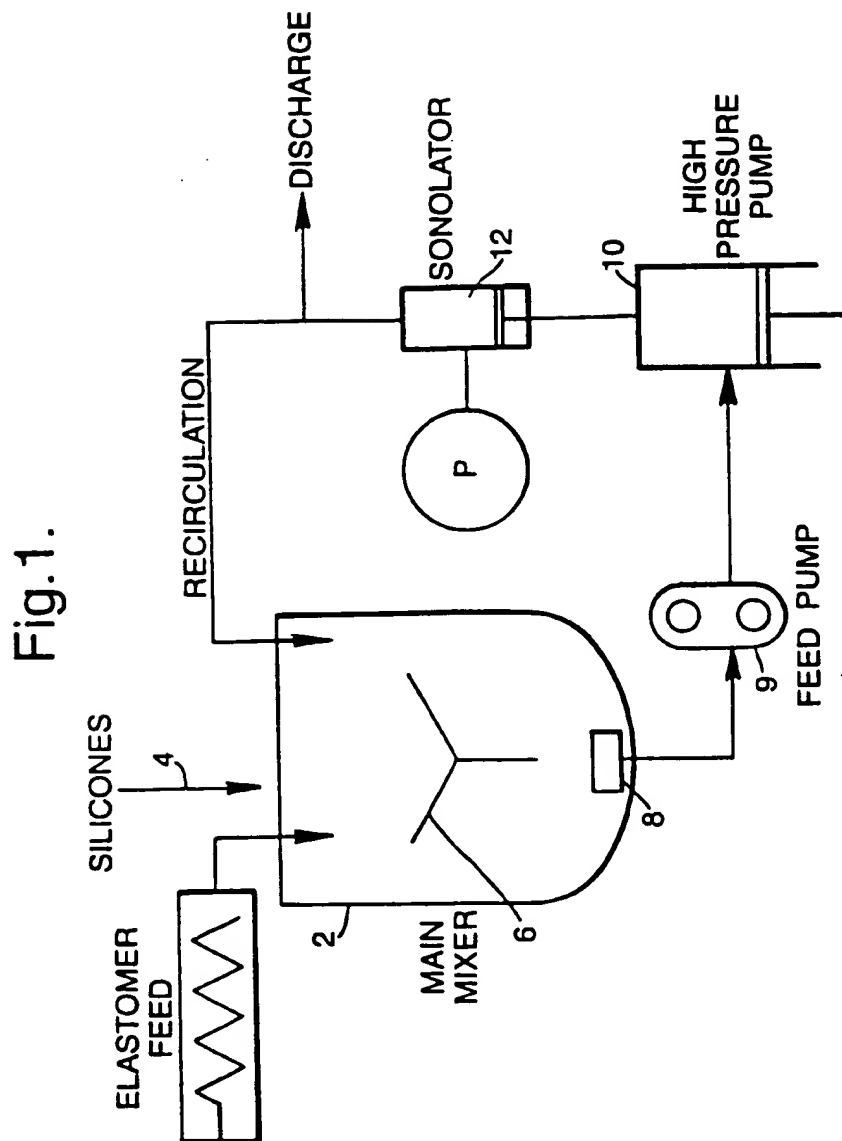 Fig.1.
ELASTOMER
FEED
SILICONES
4
RECIRCULATION
DISCHARGE
2
MAIN
MIXER
6
8
P
SONOLATOR
12
9
FEED PUMP
10
HIGH
PRESSURE
PUMP